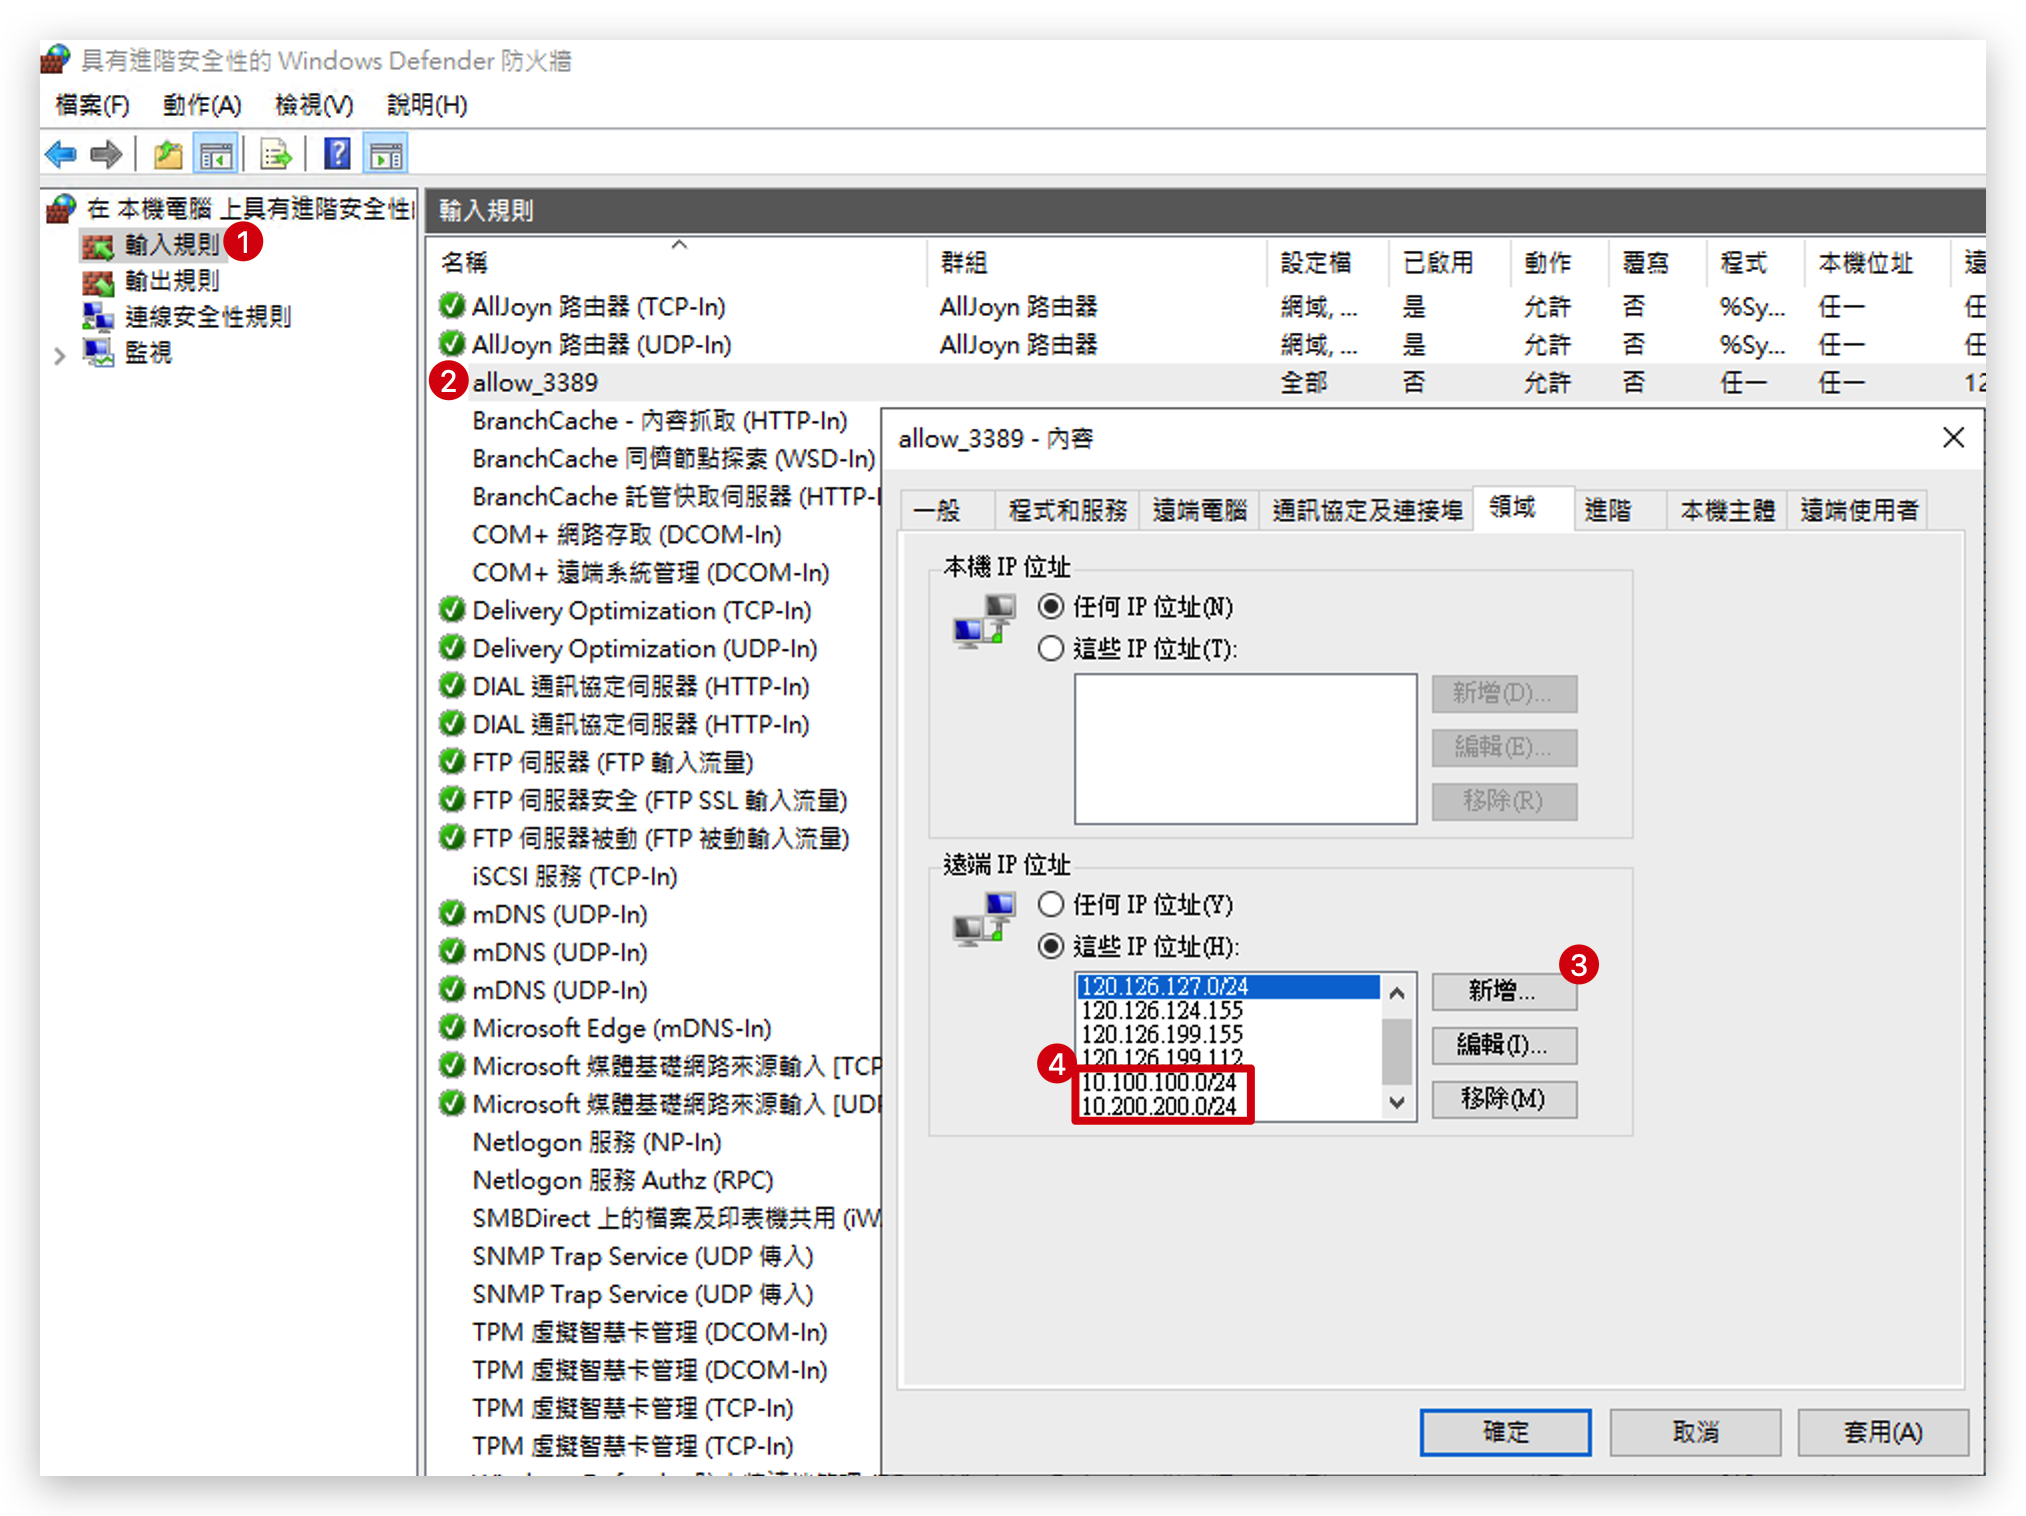 具有進階安全性的 Windows Defender 防火牆
檔案(F) 動作(A) 檢視(V) 說明(H)
在 本機電腦 上具有進階安全性
輸入規則 1
輸出規則
連線安全性規則
監視
輸入規則
名稱 群組 設定檔 已啟用 動作 覆寫 程式 本機位址 遠
AllJoyn 路由器 (TCP-In) AllJoyn 路由器 網域, ... 是 允許 否 %Sy... 任一 任
AllJoyn 路由器 (UDP-In) AllJoyn 路由器 網域, ... 是 允許 否 %Sy... 任一 任
2 allow_3389 全部 否 允許 否 任一 任一 12
BranchCache - 內容抓取 (HTTP-In)
BranchCache 同儕節點探索 (WSD-In)
BranchCache 託管快取伺服器 (HTTP-
COM+ 網路存取 (DCOM-In)
COM+ 遠端系統管理 (DCOM-In)
Delivery Optimization (TCP-In)
Delivery Optimization (UDP-In)
DIAL 通訊協定伺服器 (HTTP-In)
DIAL 通訊協定伺服器 (HTTP-In)
FTP 伺服器 (FTP 輸入流量)
FTP 伺服器安全 (FTP SSL 輸入流量)
FTP 伺服器被動 (FTP 被動輸入流量)
iSCSI 服務 (TCP-In)
mDNS (UDP-In)
mDNS (UDP-In)
mDNS (UDP-In)
Microsoft Edge (mDNS-In)
Microsoft 媒體基礎網路來源輸入 [TCP
Microsoft 媒體基礎網路來源輸入 [UDP
Netlogon 服務 (NP-In)
Netlogon 服務 Authz (RPC)
SMBDirect 上的檔案及印表機共用 (iW
SNMP Trap Service (UDP 傳入)
SNMP Trap Service (UDP 傳入)
TPM 虛擬智慧卡管理 (DCOM-In)
TPM 虛擬智慧卡管理 (DCOM-In)
TPM 虛擬智慧卡管理 (TCP-In)
TPM 虛擬智慧卡管理 (TCP-In)
allow_3389 - 內容
一般 程式和服務 遠端電腦 通訊協定及連接埠 領域 進階 本機主體 遠端使用者
本機 IP 位址
任何 IP 位址(N)
這些 IP 位址(T):
新增(D)...
編輯(E)...
移除(R)
遠端 IP 位址
任何 IP 位址(Y)
這些 IP 位址(H):
3
120.126.127.0/24
120.126.124.155
120.126.199.155
120.126.199.112
4
10.100.100.0/24
10.200.200.0/24
新增...
編輯(I)...
移除(M)
確定 取消 套用(A)